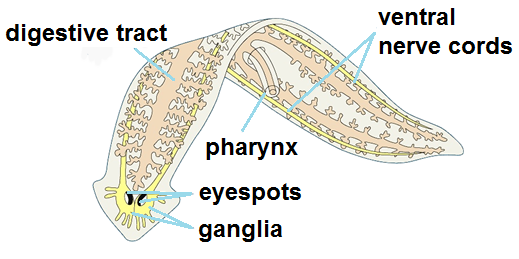 digestive tract
ventral
nerve cords
pharynx
eyespots
ganglia